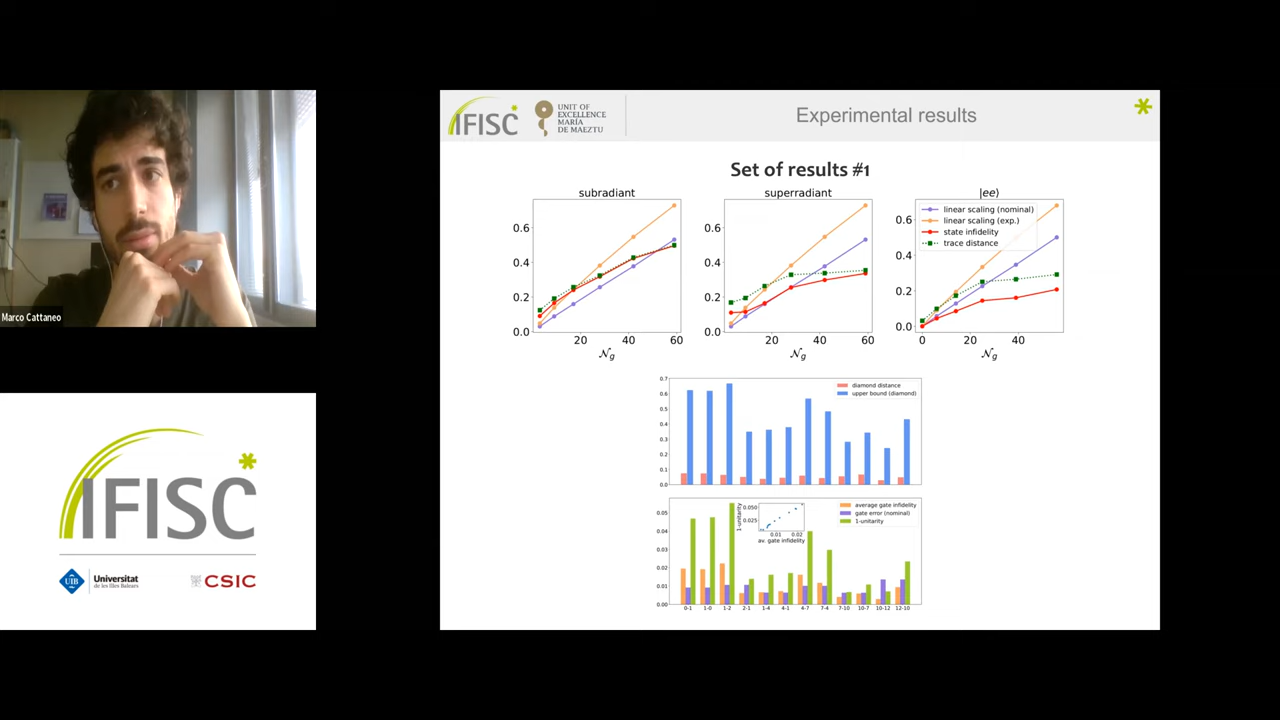 Marco Cattaneo
IFISC
Universitat
de les Illes Balears
UIB
CSIC
IFISC
UNIT OF
EXCELLENCE
MARÍA
DE MAEZTU
Experimental results
Set of results #1
subradiant
0.6
0.4
0.2
0.0
20
40
60
𝒩g
superradiant
0.6
0.4
0.2
0.0
20
40
60
𝒩g
|ee⟩
linear scaling (nominal)
linear scaling (exp.)
state infidelity
trace distance
0.6
0.4
0.2
0.0
0
20
40
𝒩g
0.7
0.6
0.5
0.4
0.3
0.2
0.1
0.0
diamond distance
upper bound (diamond)
0.05
0.04
0.03
0.02
0.01
0.00
1-unitarity
0.050
0.025
0.01
0.02
av. gate infidelity
average gate infidelity
gate error (nominal)
1-unitarity
0-1
1-0
1-2
2-1
1-4
4-1
4-7
7-4
7-10
10-7
10-12
12-10